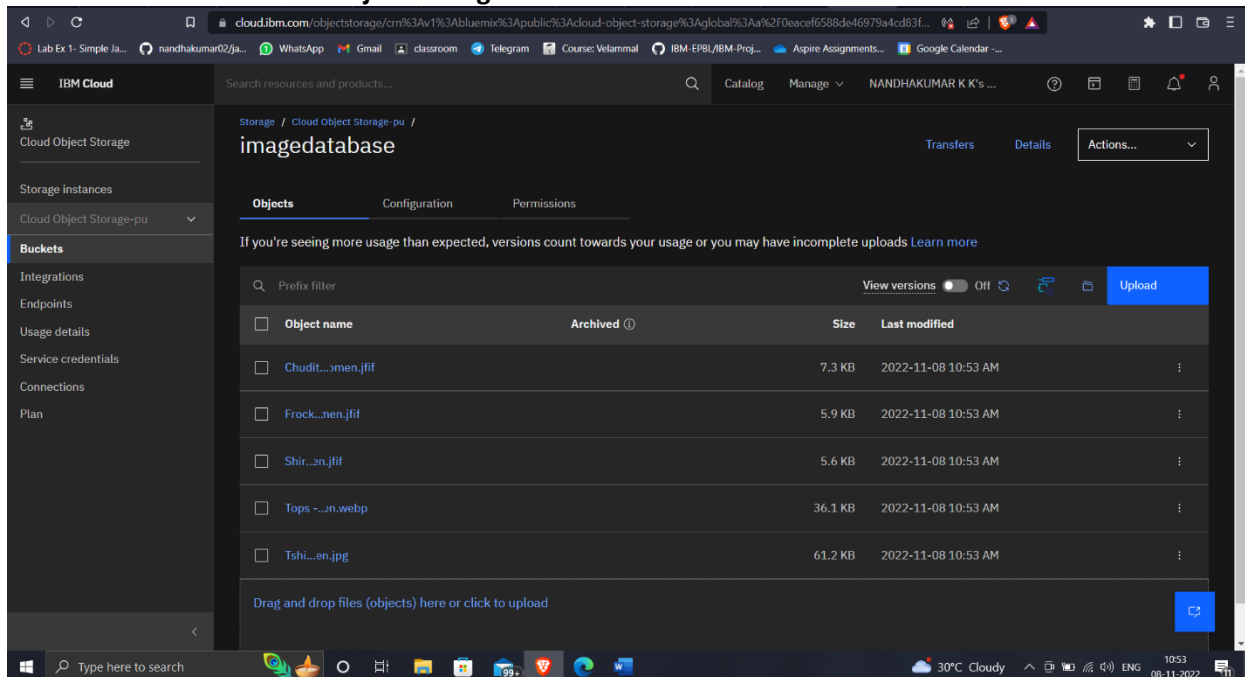 cloud.ibm.com/objectstorage/crn%3Av1%3Abluemix%3Apublic%3Acloud-object-storage%3Aglobal%3Aa%2F0eacef6588de46979a4cd83f...
Lab Ex 1- Simple Ja... nandhakumar02/ja... WhatsApp Gmail classroom Telegram Course: Velammal IBM-EPBL/IBM-Proj... Aspire Assignments... Google Calendar -...
IBM Cloud Search resources and products... Catalog Manage NANDHAKUMAR K K's ...
Cloud Object Storage
Storage instances
Cloud Object Storage-pu
Buckets
Integrations
Endpoints
Usage details
Service credentials
Connections
Plan
Storage / Cloud Object Storage-pu /
imagedatabase
Transfers Details Actions...
Objects Configuration Permissions
If you're seeing more usage than expected, versions count towards your usage or you may have incomplete uploads Learn more
Prefix filter View versions Off Upload
Object name Archived Size Last modified
Chudit...omen.jfif 7.3 KB 2022-11-08 10:53 AM
Frock...nen.jfif 5.9 KB 2022-11-08 10:53 AM
Shir...en.jfif 5.6 KB 2022-11-08 10:53 AM
Tops -...n.webp 36.1 KB 2022-11-08 10:53 AM
Tshi...en.jpg 61.2 KB 2022-11-08 10:53 AM
Drag and drop files (objects) here or click to upload
Type here to search 99+ 30°C Cloudy ENG 10:53
08-11-2022 11